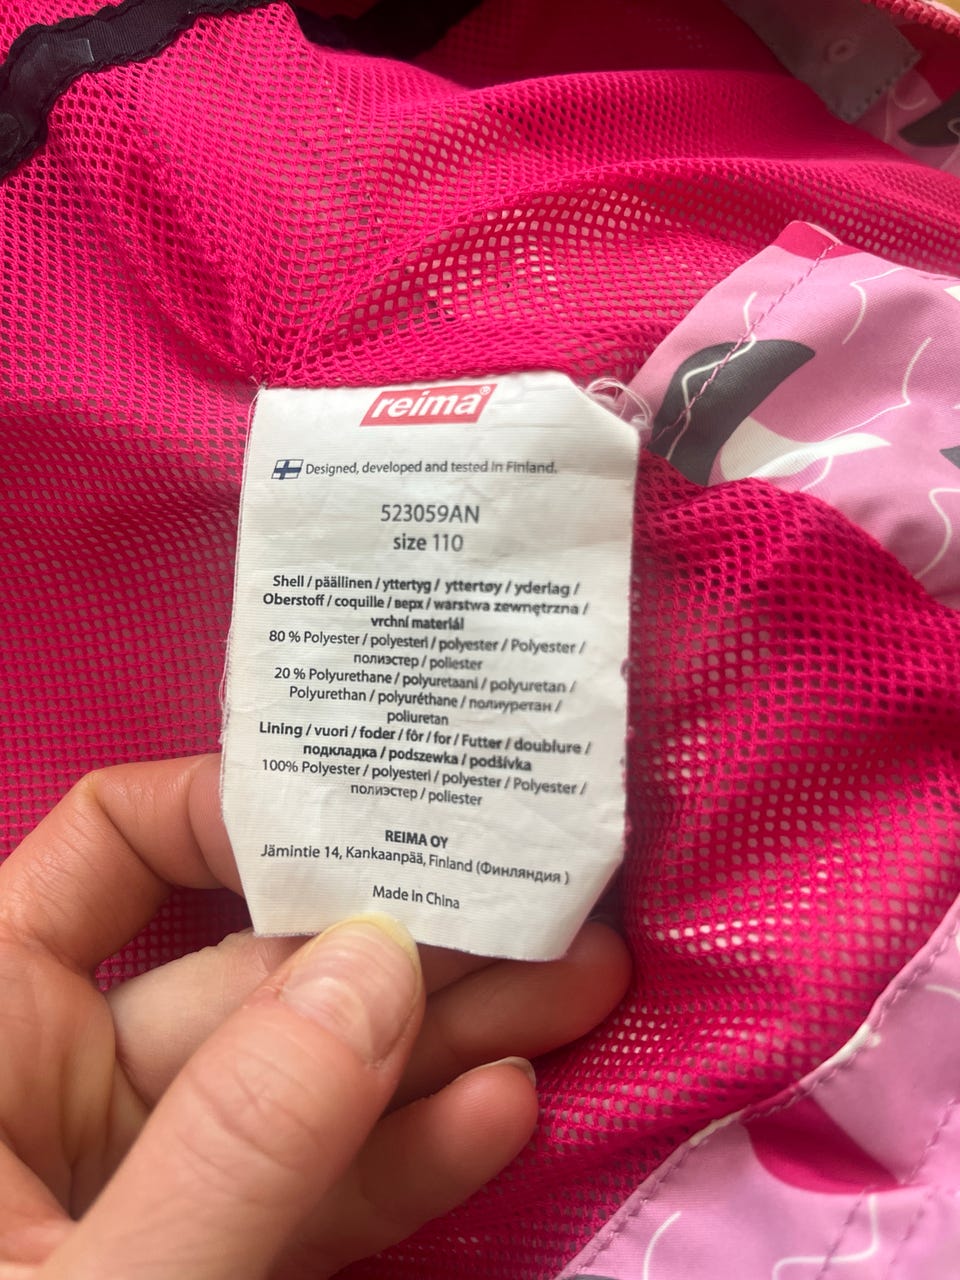 reima®
Designed, developed and tested in Finland.
523059AN
size 110
Shell / päällinen / yttertyg / yttertøy / yderlag /
Oberstoff / coquille / верх / warstwa zewnętrzna /
vrchní materiál
80 % Polyester / polyesteri / polyester / Polyester /
полиэстер / poliester
20 % Polyurethane / polyuretaani / polyuretan /
Polyurethan / polyuréthane / полиуретан /
poliuretan
Lining / vuori / foder / fôr / for / Futter / doublure /
подкладка / podszewka / podšívka
100% Polyester / polyesteri / polyester / Polyester /
полиэстер / poliester
REIMA OY
Jämintie 14, Kankaanpää, Finland (Финляндия )
Made in China